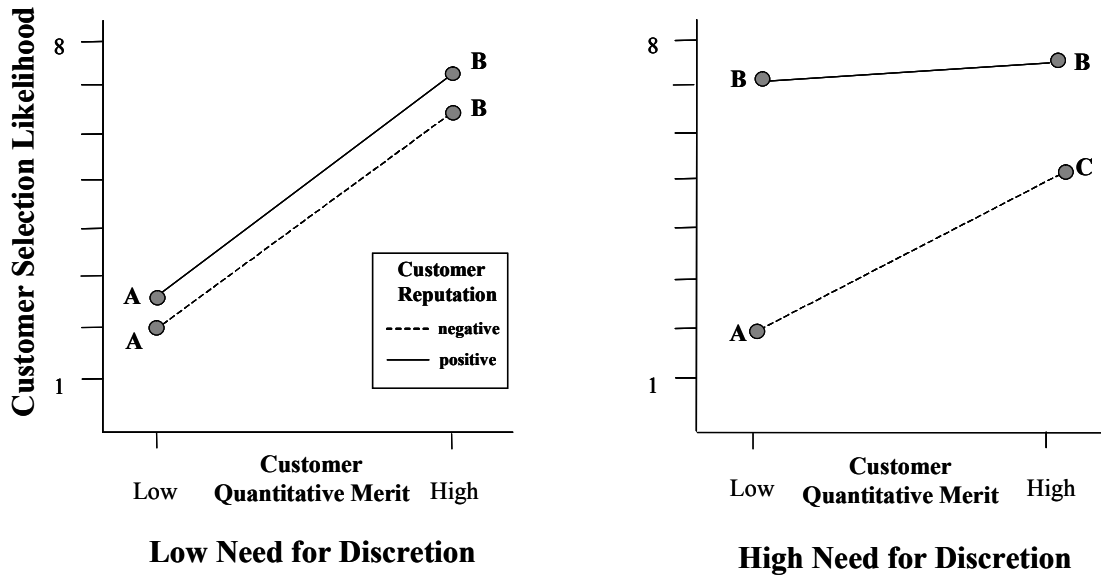 Customer Selection Likelihood
8
1
B
B
A
A
Customer
Reputation
negative
positive
Low
Customer
Quantitative Merit
High
Low Need for Discretion
8
1
B
B
C
A
Low
Customer
Quantitative Merit
High
High Need for Discretion